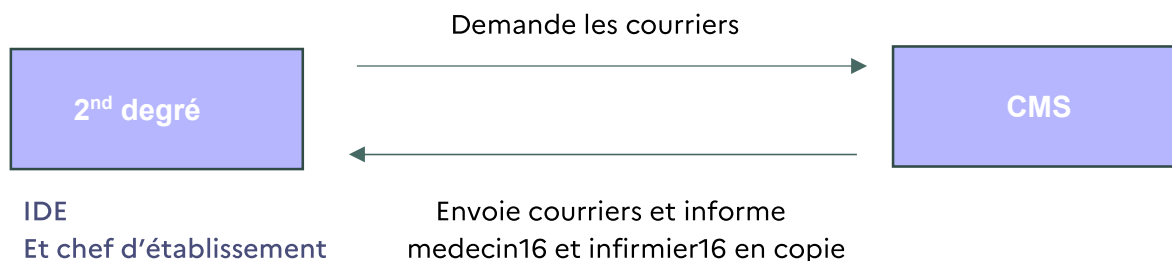 Demande les courriers
2nd degré
CMS
IDE
Et chef d'établissement
Envoie courriers et informe
medecin16 et infirmier16 en copie